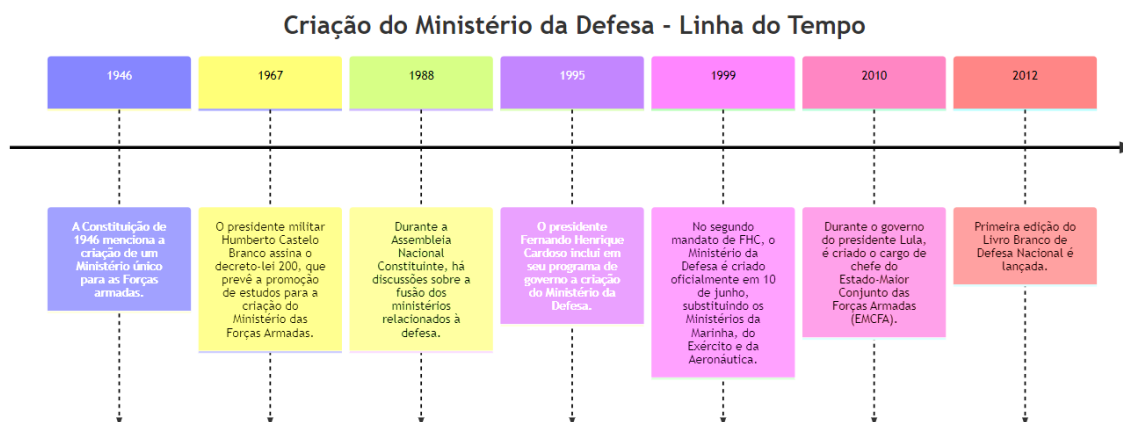 Criação do Ministério da Defesa - Linha do Tempo
1946
1967
1988
1995
1999
2010
2012
A Constituição de
1946 menciona a
criação de um
Ministério único
para as Forças
armadas.
O presidente militar
Humberto Castelo
Branco assina o
decreto-lei 200, que
prevê a promoção
de estudos para a
criação do
Ministério das
Forças Armadas.
Durante a
Assembleia
Nacional
Constituinte, há
discussões sobre a
fusão dos
ministérios
relacionados à
defesa.
O presidente
Fernando Henrique
Cardoso inclui em
seu programa de
governo a criação
do Ministério da
Defesa.
No segundo
mandato de FHC, o
Ministério da
Defesa é criado
oficialmente em 10
de junho,
substituindo os
Ministérios da
Marinha, do
Exército e da
Aeronáutica.
Durante o governo
do presidente Lula,
é criado o cargo de
chefe do
Estado-Maior
Conjunto das
Forças Armadas
(EMCFA).
Primeira edição do
Livro Branco de
Defesa Nacional é
lançada.